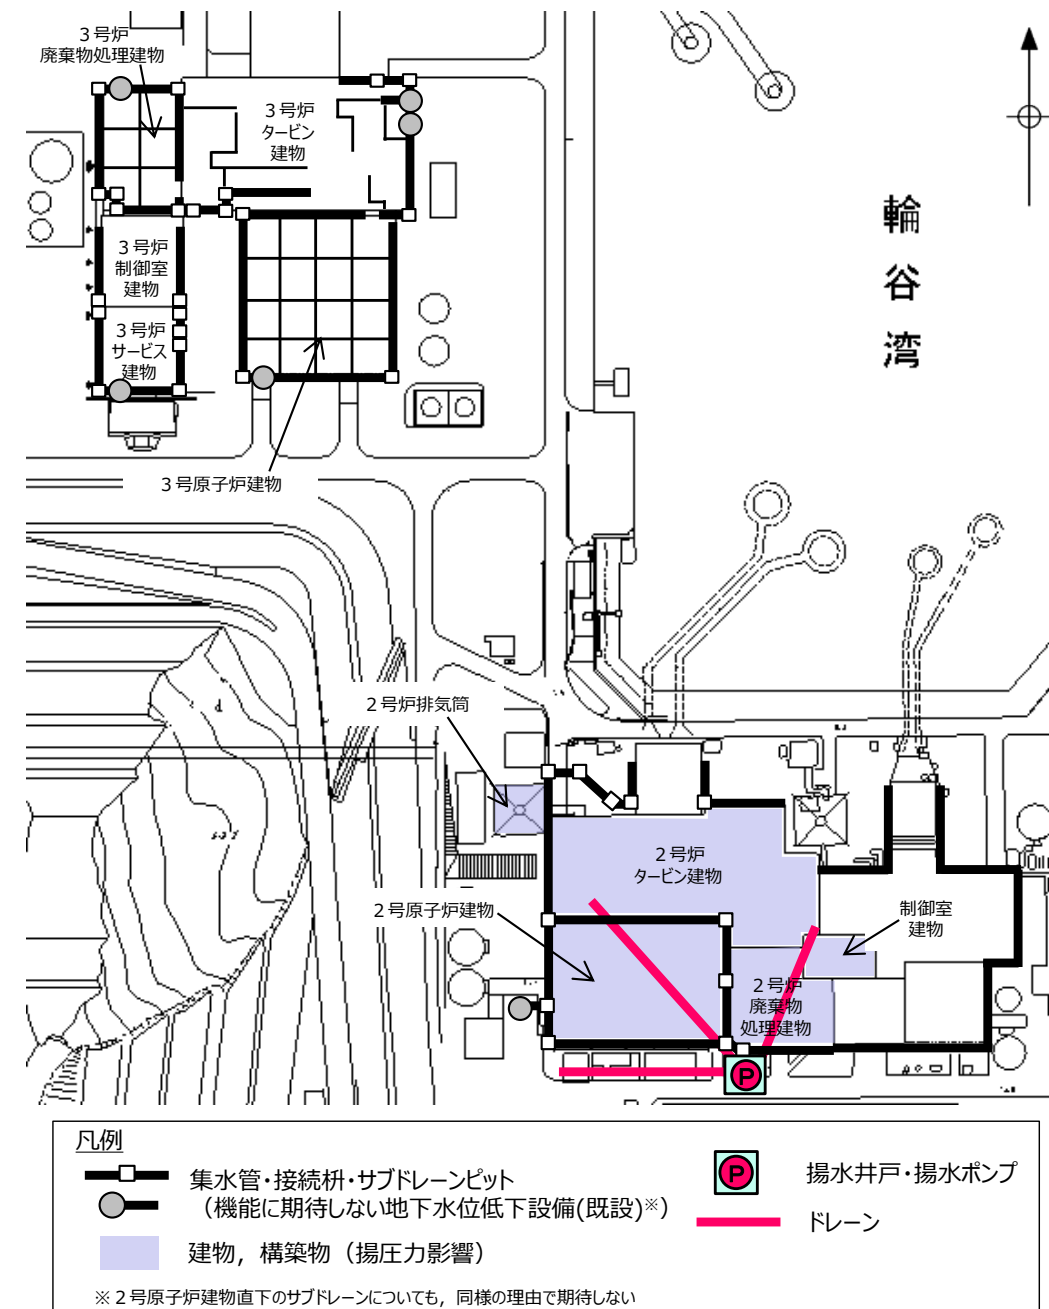 ３号炉
廃棄物処理建物
３号炉
タービン
建物
輪
谷
湾
３号炉
制御室
建物
３号炉
サービス
建物
３号原子炉建物
２号炉排気筒
２号炉
タービン建物
２号原子炉建物
制御室
建物
２号炉
廃棄物
処理建物
P
凡例
集水管・接続枡・サブドレーンピット
（機能に期待しない地下水位低下設備(既設)※）
P
揚水井戸・揚水ポンプ
ドレーン
建物，構築物（揚圧力影響）
※２号原子炉建物直下のサブドレーンについても，同様の理由で期待しない